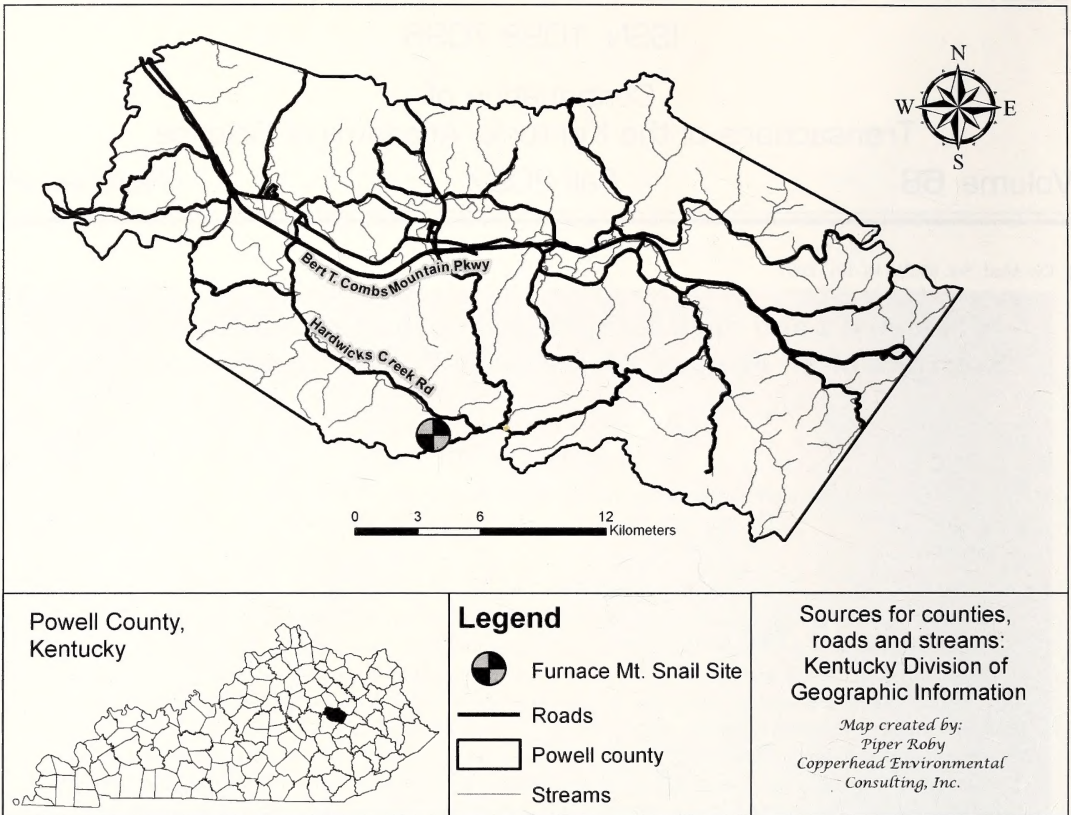 N
W E
S
Bert T. Combs Mountain Pkwy
Hardwicks Creek Rd
0 3 6 12
Kilometers
Powell County,
Kentucky
Legend
Furnace Mt. Snail Site
Roads
Powell county
Streams
Sources for counties,
roads and streams:
Kentucky Division of
Geographic Information
Map created by:
Piper Roby
Copperhead Environmental
Consulting, Inc.